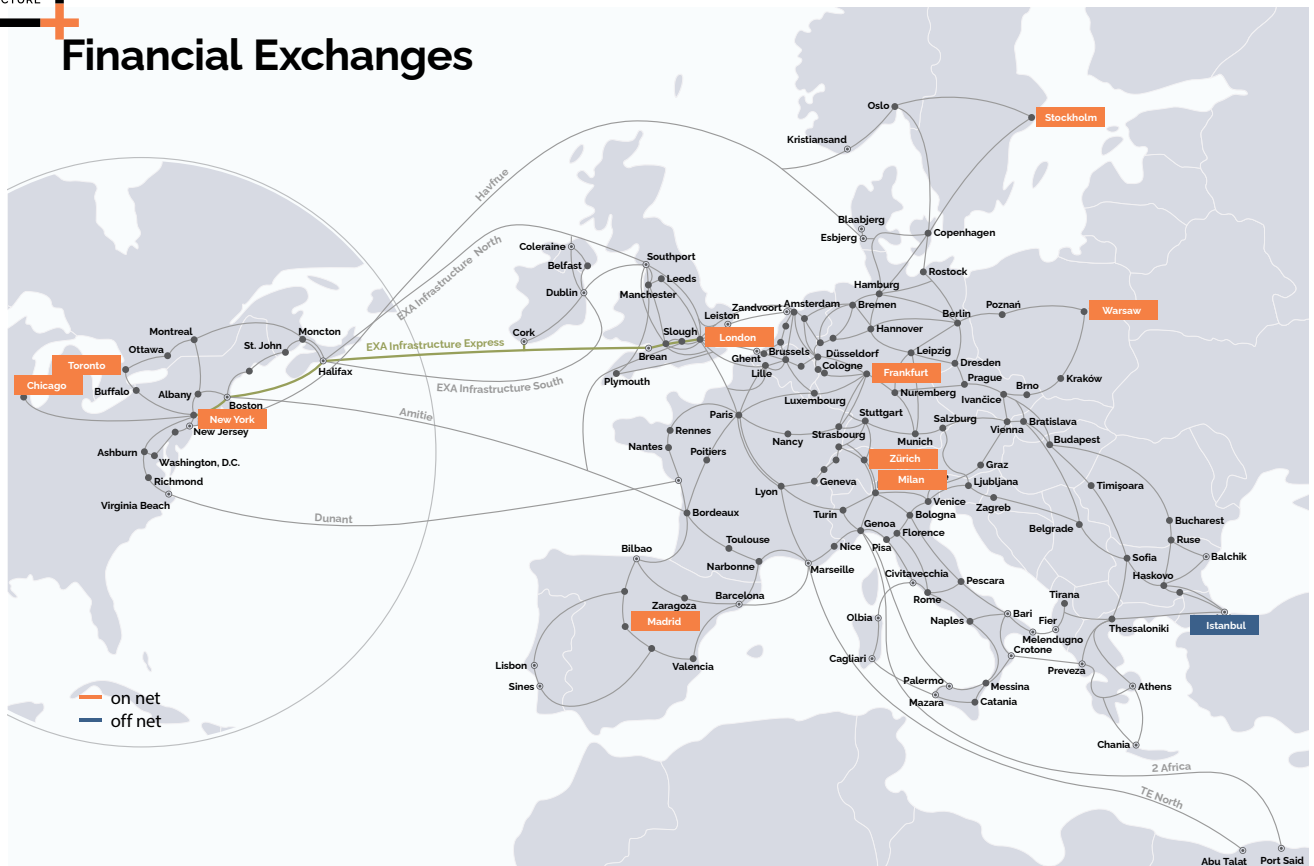 CTURE
Financial Exchanges
Oslo
Stockholm
Kristiansand
Havfrue
Blaabjerg
Esbjerg
Copenhagen
Coleraine
EXA Infrastructure North
Southport
Belfast
Leeds
Rostock
Dublin
Manchester
Hamburg
Zandvoort
Amsterdam
Bremen
Poznań
Warsaw
Leiston
Berlin
Montreal
Moncton
Cork
Slough
London
Hannover
Ottawa
St. John
EXA Infrastructure Express
Brean
Ghent
Brussels
Düsseldorf
Leipzig
Toronto
Halifax
Lille
Cologne
Dresden
Chicago
EXA Infrastructure South
Plymouth
Frankfurt
Prague
Kraków
Buffalo
Albany
Boston
Luxembourg
Nuremberg
Ivančice
Brno
New York
Amitie
Paris
Stuttgart
Salzburg
Bratislava
New Jersey
Rennes
Nancy
Strasbourg
Munich
Vienna
Budapest
Ashburn
Nantes
Poitiers
Zürich
Washington, D.C.
Graz
Richmond
Geneva
Milan
Ljubljana
Timişoara
Virginia Beach
Lyon
Venice
Zagreb
Dunant
Bordeaux
Turin
Bologna
Belgrade
Bucharest
Genoa
Florence
Toulouse
Nice
Pisa
Ruse
Bilbao
Narbonne
Marseille
Sofia
Balchik
Civitavecchia
Pescara
Haskovo
Zaragoza
Barcelona
Rome
Tirana
Madrid
Olbia
Naples
Bari
Fier
Thessaloniki
Istanbul
Melendugno
Crotone
Lisbon
Valencia
Cagliari
Preveza
Sines
Palermo
Messina
Athens
Mazara
Catania
on net
off net
Chania
2 Africa
TE North
Abu Talat
Port Said